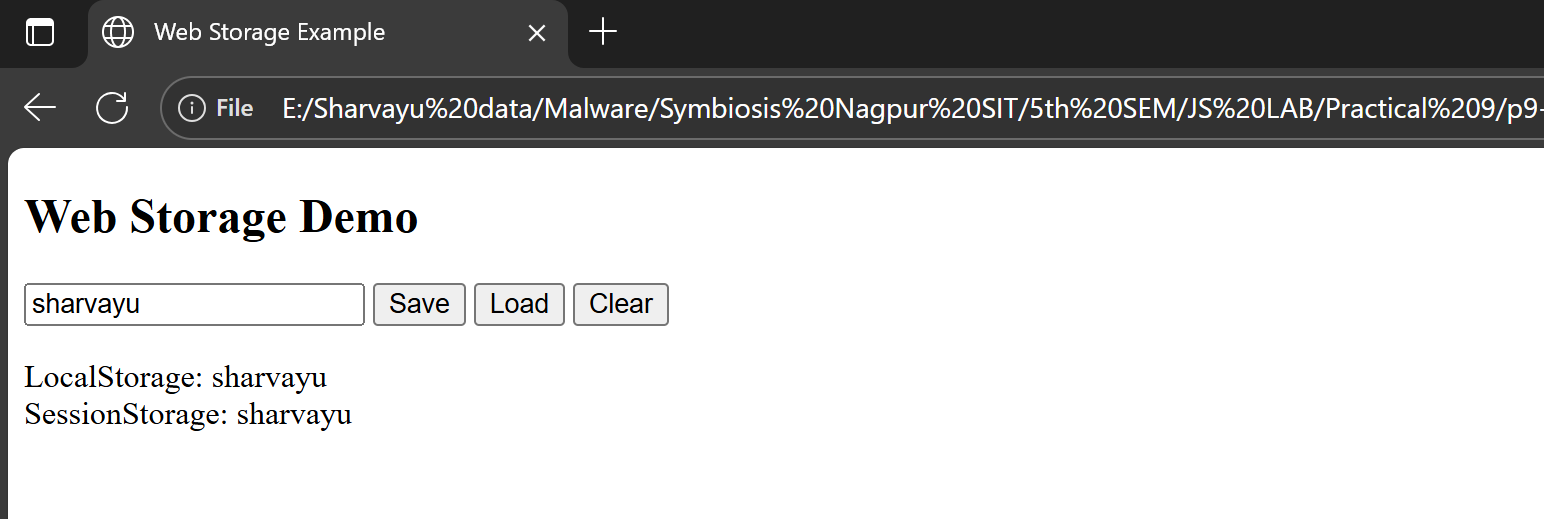 Web Storage Example
File E:/Sharvayu%20data/Malware/Symbiosis%20Nagpur%20SIT/5th%20SEM/JS%20LAB/Practical%209/p9-
Web Storage Demo
sharvayu Save Load Clear
LocalStorage: sharvayu
SessionStorage: sharvayu